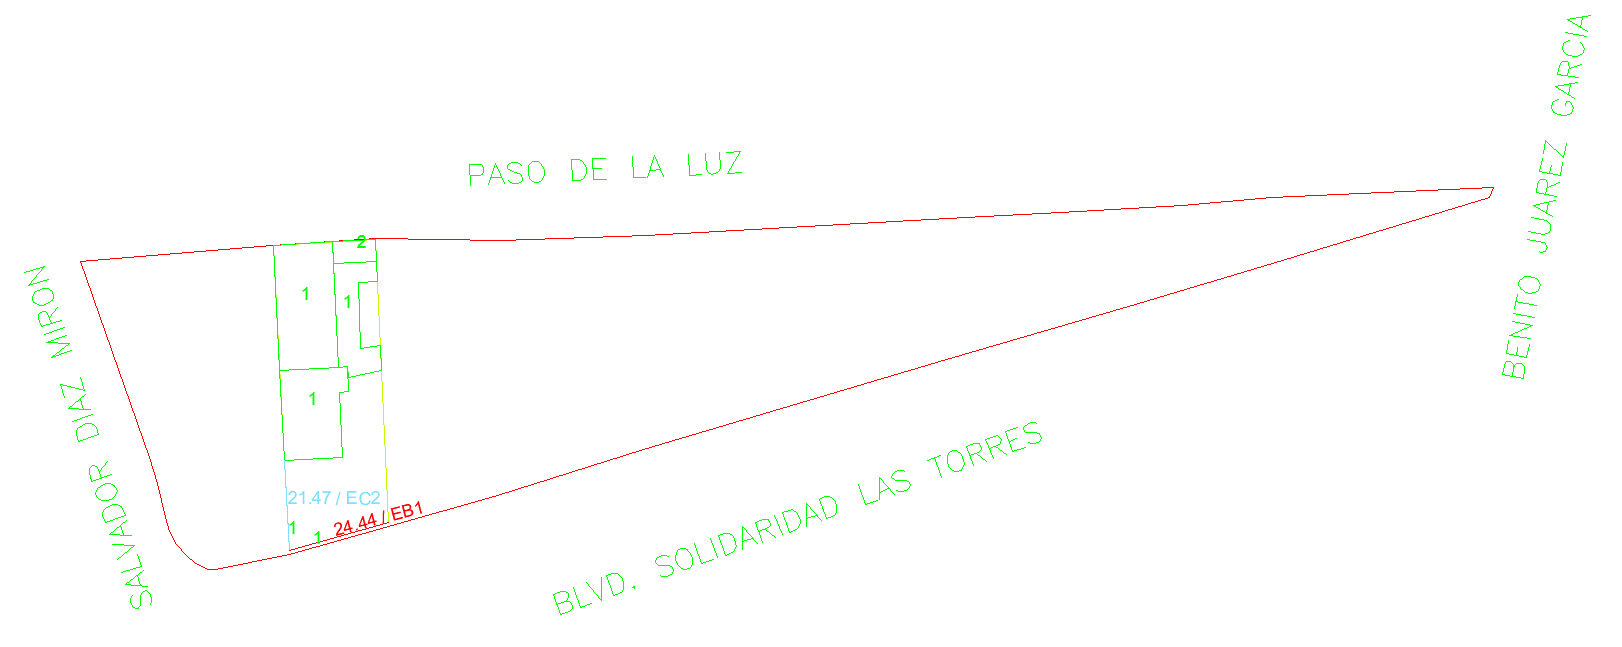 PASO DE LA LUZ
BENITO JUAREZ GARCIA
SALVADOR DIAZ MIRON
2
1
1
1
21.47 / EC2
24.44 / EB1
1
1
BLVD. SOLIDARIDAD LAS TORRES